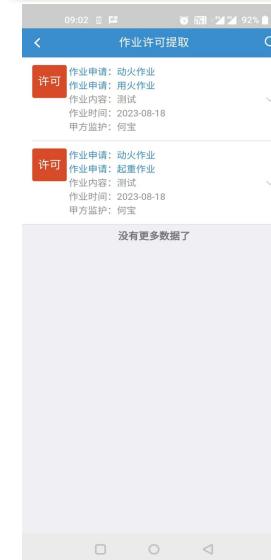 09:02
92%
作业许可提取
许可
作业申请：动火作业
作业申请：用火作业
作业内容：测试
作业时间：2023-08-18
甲方监护：何宝
许可
作业申请：动火作业
作业申请：起重作业
作业内容：测试
作业时间：2023-08-18
甲方监护：何宝
没有更多数据了